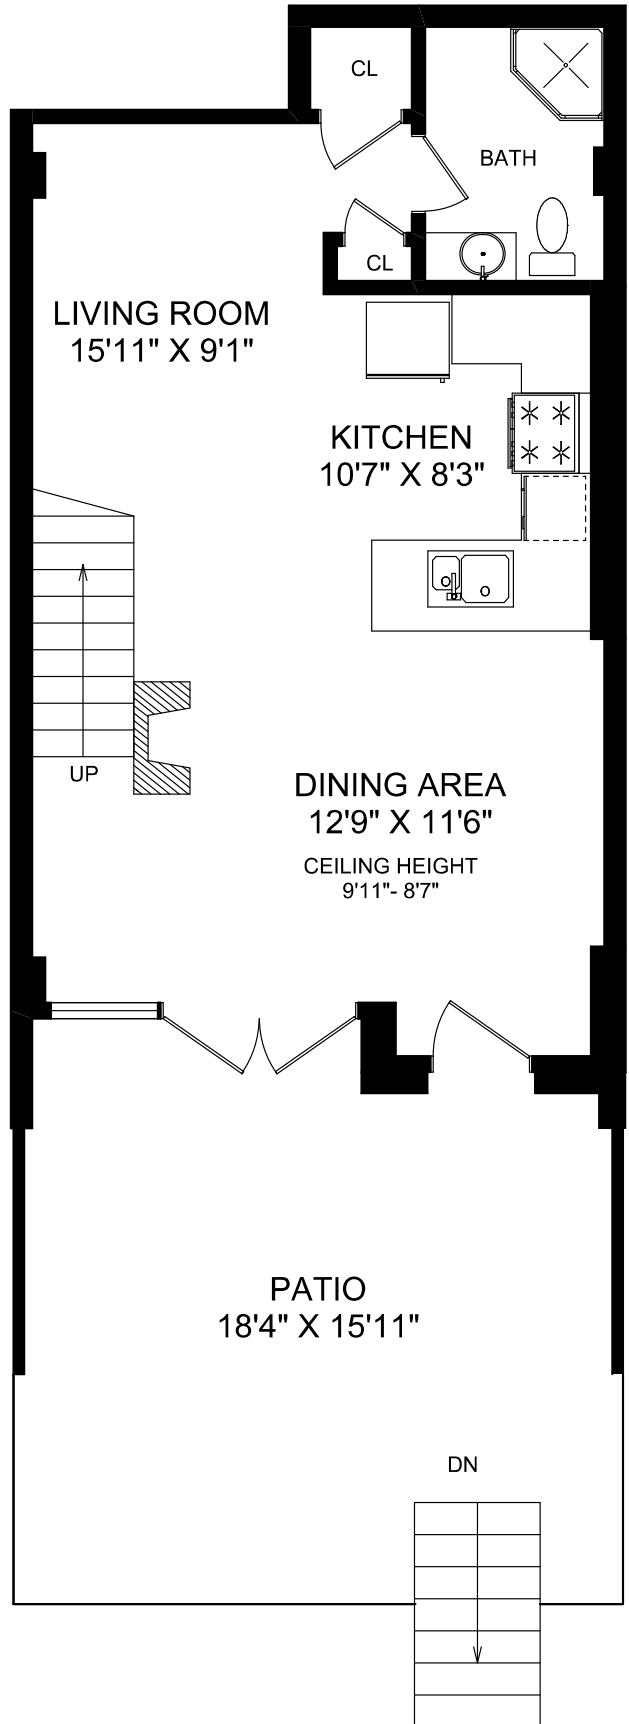 CL
BATH
CL
LIVING ROOM
15'11" X 9'1"
KITCHEN
10'7" X 8'3"
UP
DINING AREA
12'9" X 11'6"
CEILING HEIGHT
9'11"- 8'7"
PATIO
18'4" X 15'11"
DN